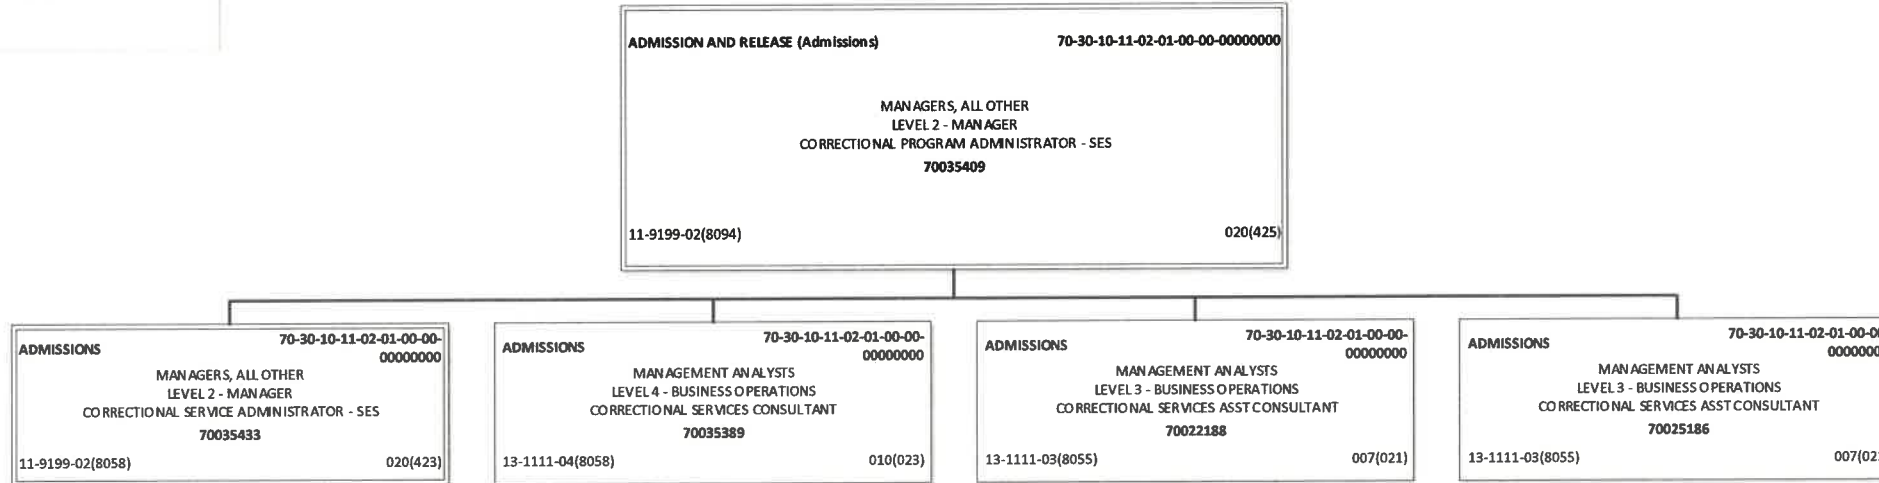 ADMISSION AND RELEASE (Admissions) 70-30-10-11-02-01-00-00-00000000
MANAGERS, ALL OTHER
LEVEL 2 - MANAGER
CORRECTIONAL PROGRAM ADMINISTRATOR - SES
70035409
11-9199-02(8094) 020(425)
ADMISSIONS 70-30-10-11-02-01-00-00-
00000000
MANAGERS, ALL OTHER
LEVEL 2 - MANAGER
CORRECTIONAL SERVICE ADMINISTRATOR - SES
70035433
11-9199-02(8058) 020(423)
ADMISSIONS 70-30-10-11-02-01-00-00-
00000000
MANAGEMENT ANALYSTS
LEVEL 4 - BUSINESS OPERATIONS
CORRECTIONAL SERVICES CONSULTANT
70035389
13-1111-04(8058) 010(023)
ADMISSIONS 70-30-10-11-02-01-00-00-
00000000
MANAGEMENT ANALYSTS
LEVEL 3 - BUSINESS OPERATIONS
CORRECTIONAL SERVICES ASST CONSULTANT
70022188
13-1111-03(8055) 007(021)
ADMISSIONS
MANAGEMENT ANALYSTS
LEVEL 3 - BUSINESS OPERATIONS
CORRECTIONAL SERVICES ASST CONSULTANT
70025186
13-1111-03(8055)